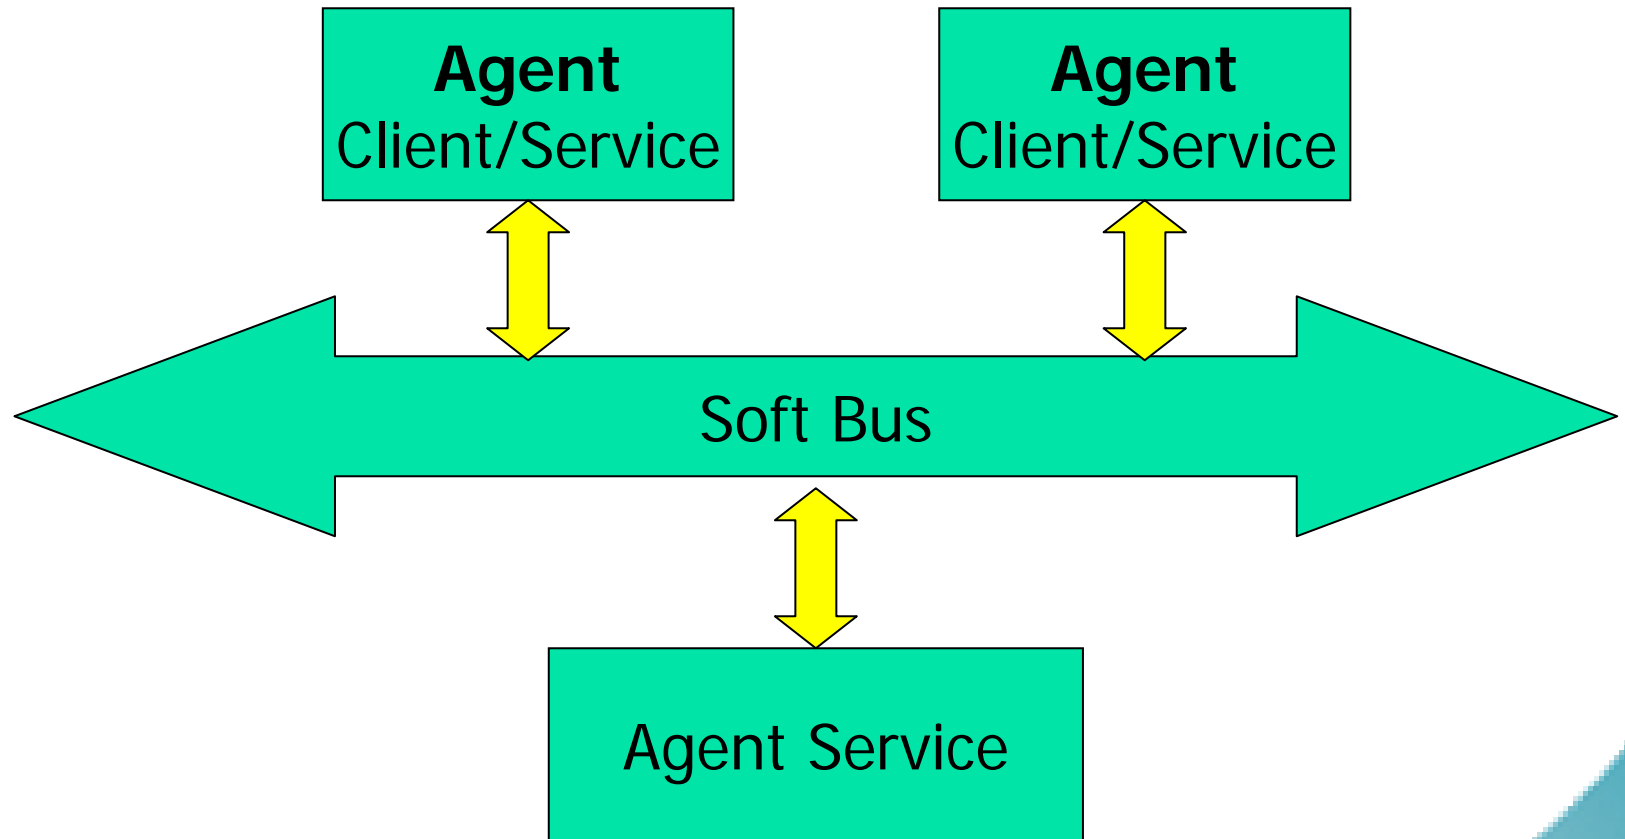 Agent
Client/Service
Agent
Client/Service
Soft Bus
Agent Service